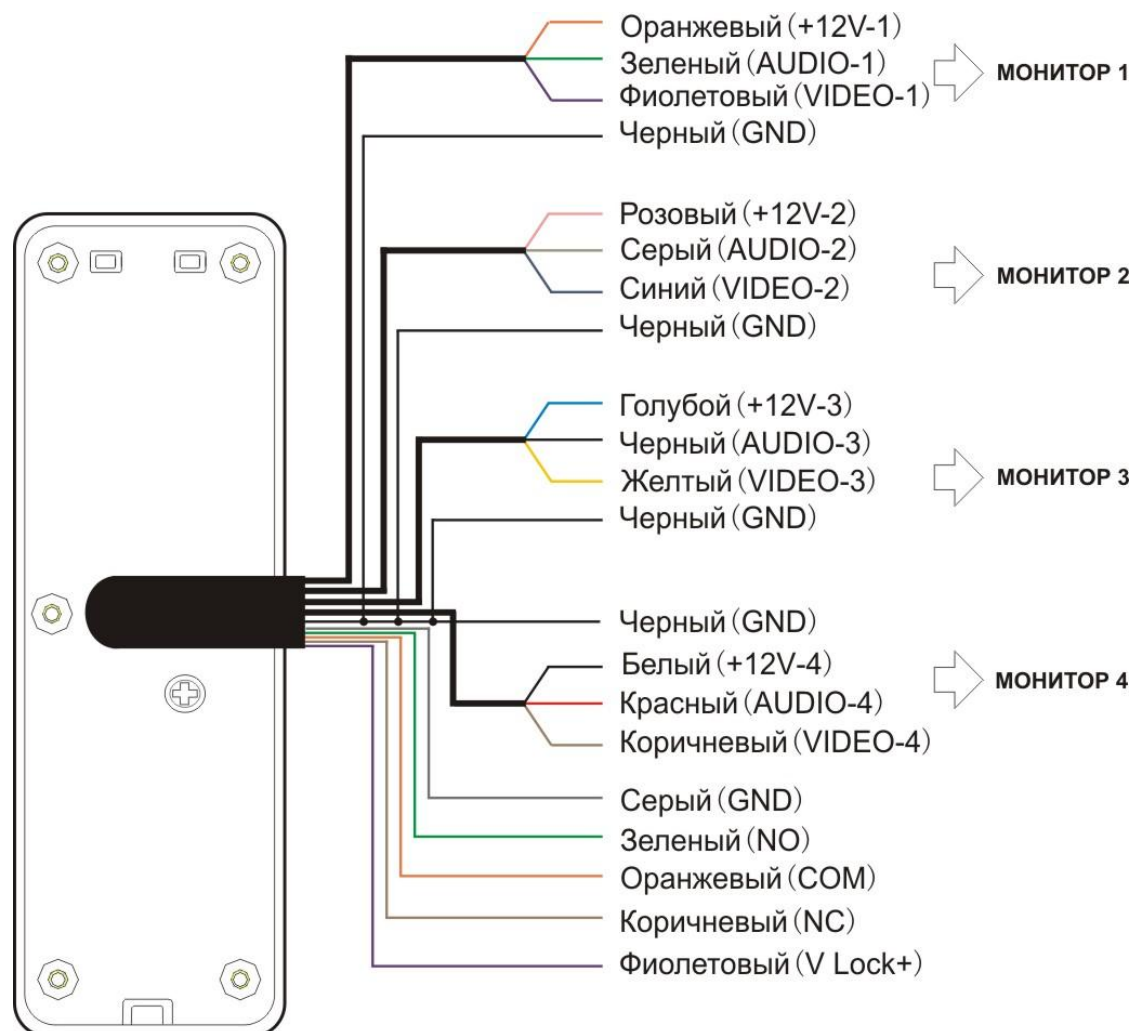 Оранжевый (+12V-1)
Зеленый (AUDIO-1)
Фиолетовый (VIDEO-1)
МОНИТОР 1
Черный (GND)
Розовый (+12V-2)
Серый (AUDIO-2)
Синий (VIDEO-2)
МОНИТОР 2
Черный (GND)
Голубой (+12V-3)
Черный (AUDIO-3)
Желтый (VIDEO-3)
МОНИТОР 3
Черный (GND)
Черный (GND)
Белый (+12V-4)
Красный (AUDIO-4)
МОНИТОР 4
Коричневый (VIDEO-4)
Серый (GND)
Зеленый (NO)
Оранжевый (COM)
Коричневый (NC)
Фиолетовый (V Lock+)